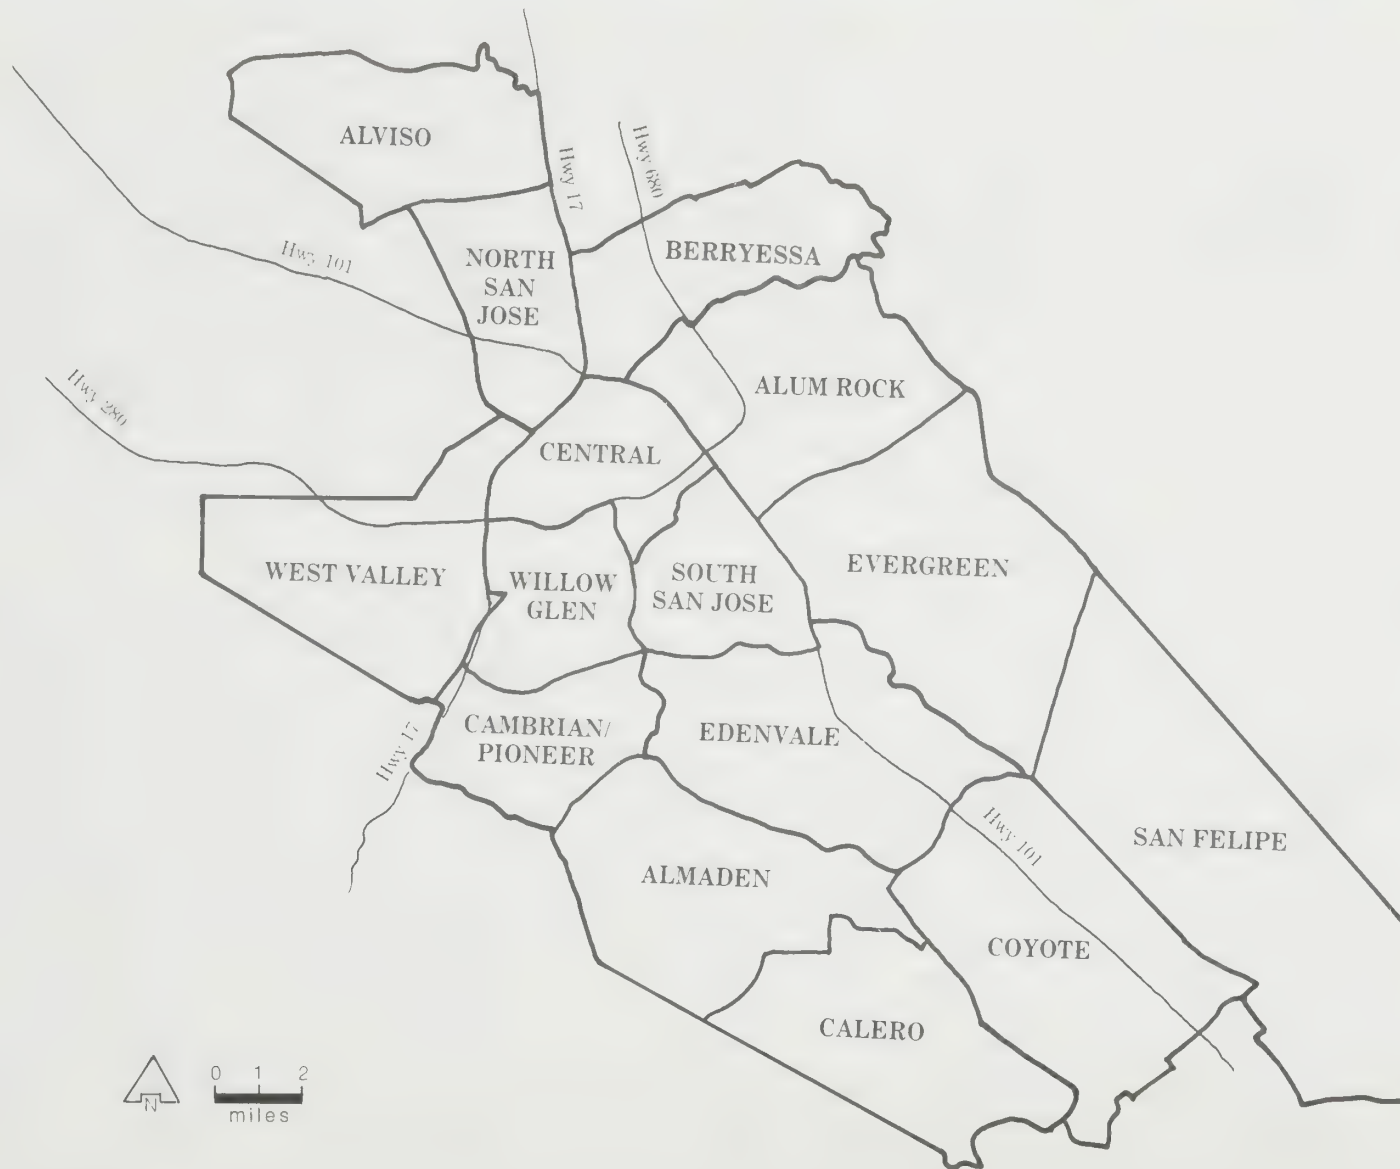 ALVISO
Hwy 17
Hwy 680
BERRYESSA
Hwy 101
NORTH
SAN
JOSE
Hwy 280
ALUM ROCK
CENTRAL
WEST VALLEY
WILLOW
GLEN
SOUTH
SAN JOSE
EVERGREEN
CAMBRIAN/
PIONEER
EDENVALE
Hwy 17
Hwy 101
SAN FELIPE
ALMADEN
COYOTE
CALERO
N
0 1 2
miles